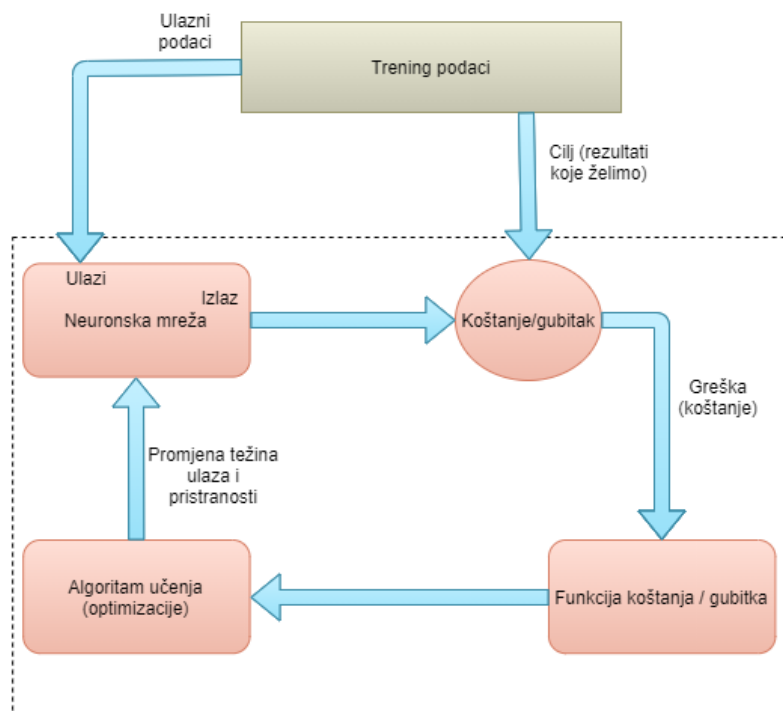 Ulazni
podaci
Trening podaci
Cilj (rezultati
koje želimo)
Ulazi
Izlaz
Neuronska mreža
Koštanje/gubitak
Greška
(koštanje)
Promjena težina
ulaza i
pristranosti
Algoritam učenja
(optimizacije)
Funkcija koštanja / gubitka